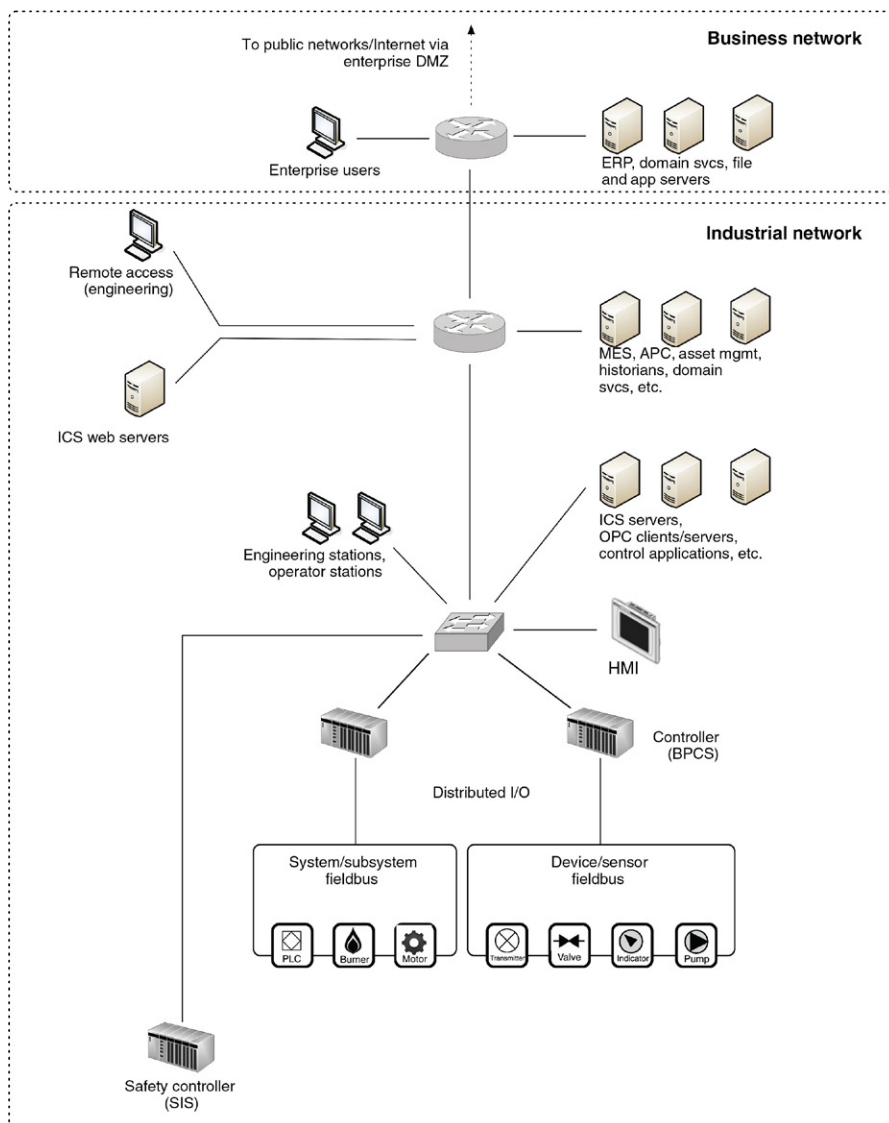 To public networks/Internet via
enterprise DMZ
Business network
Enterprise users
ERP, domain svcs, file
and app servers
Industrial network
Remote access
(engineering)
MES, APC, asset mgmt,
historians, domain
svcs, etc.
ICS web servers
ICS servers,
OPC clients/servers,
control applications, etc.
Engineering stations,
operator stations
HMI
Controller
(BPCS)
Distributed I/O
System/subsystem
fieldbus
Device/sensor
fieldbus
PLC
Burner
Motor
Transmitter
Valve
Indicator
Pump
Safety controller
(SIS)